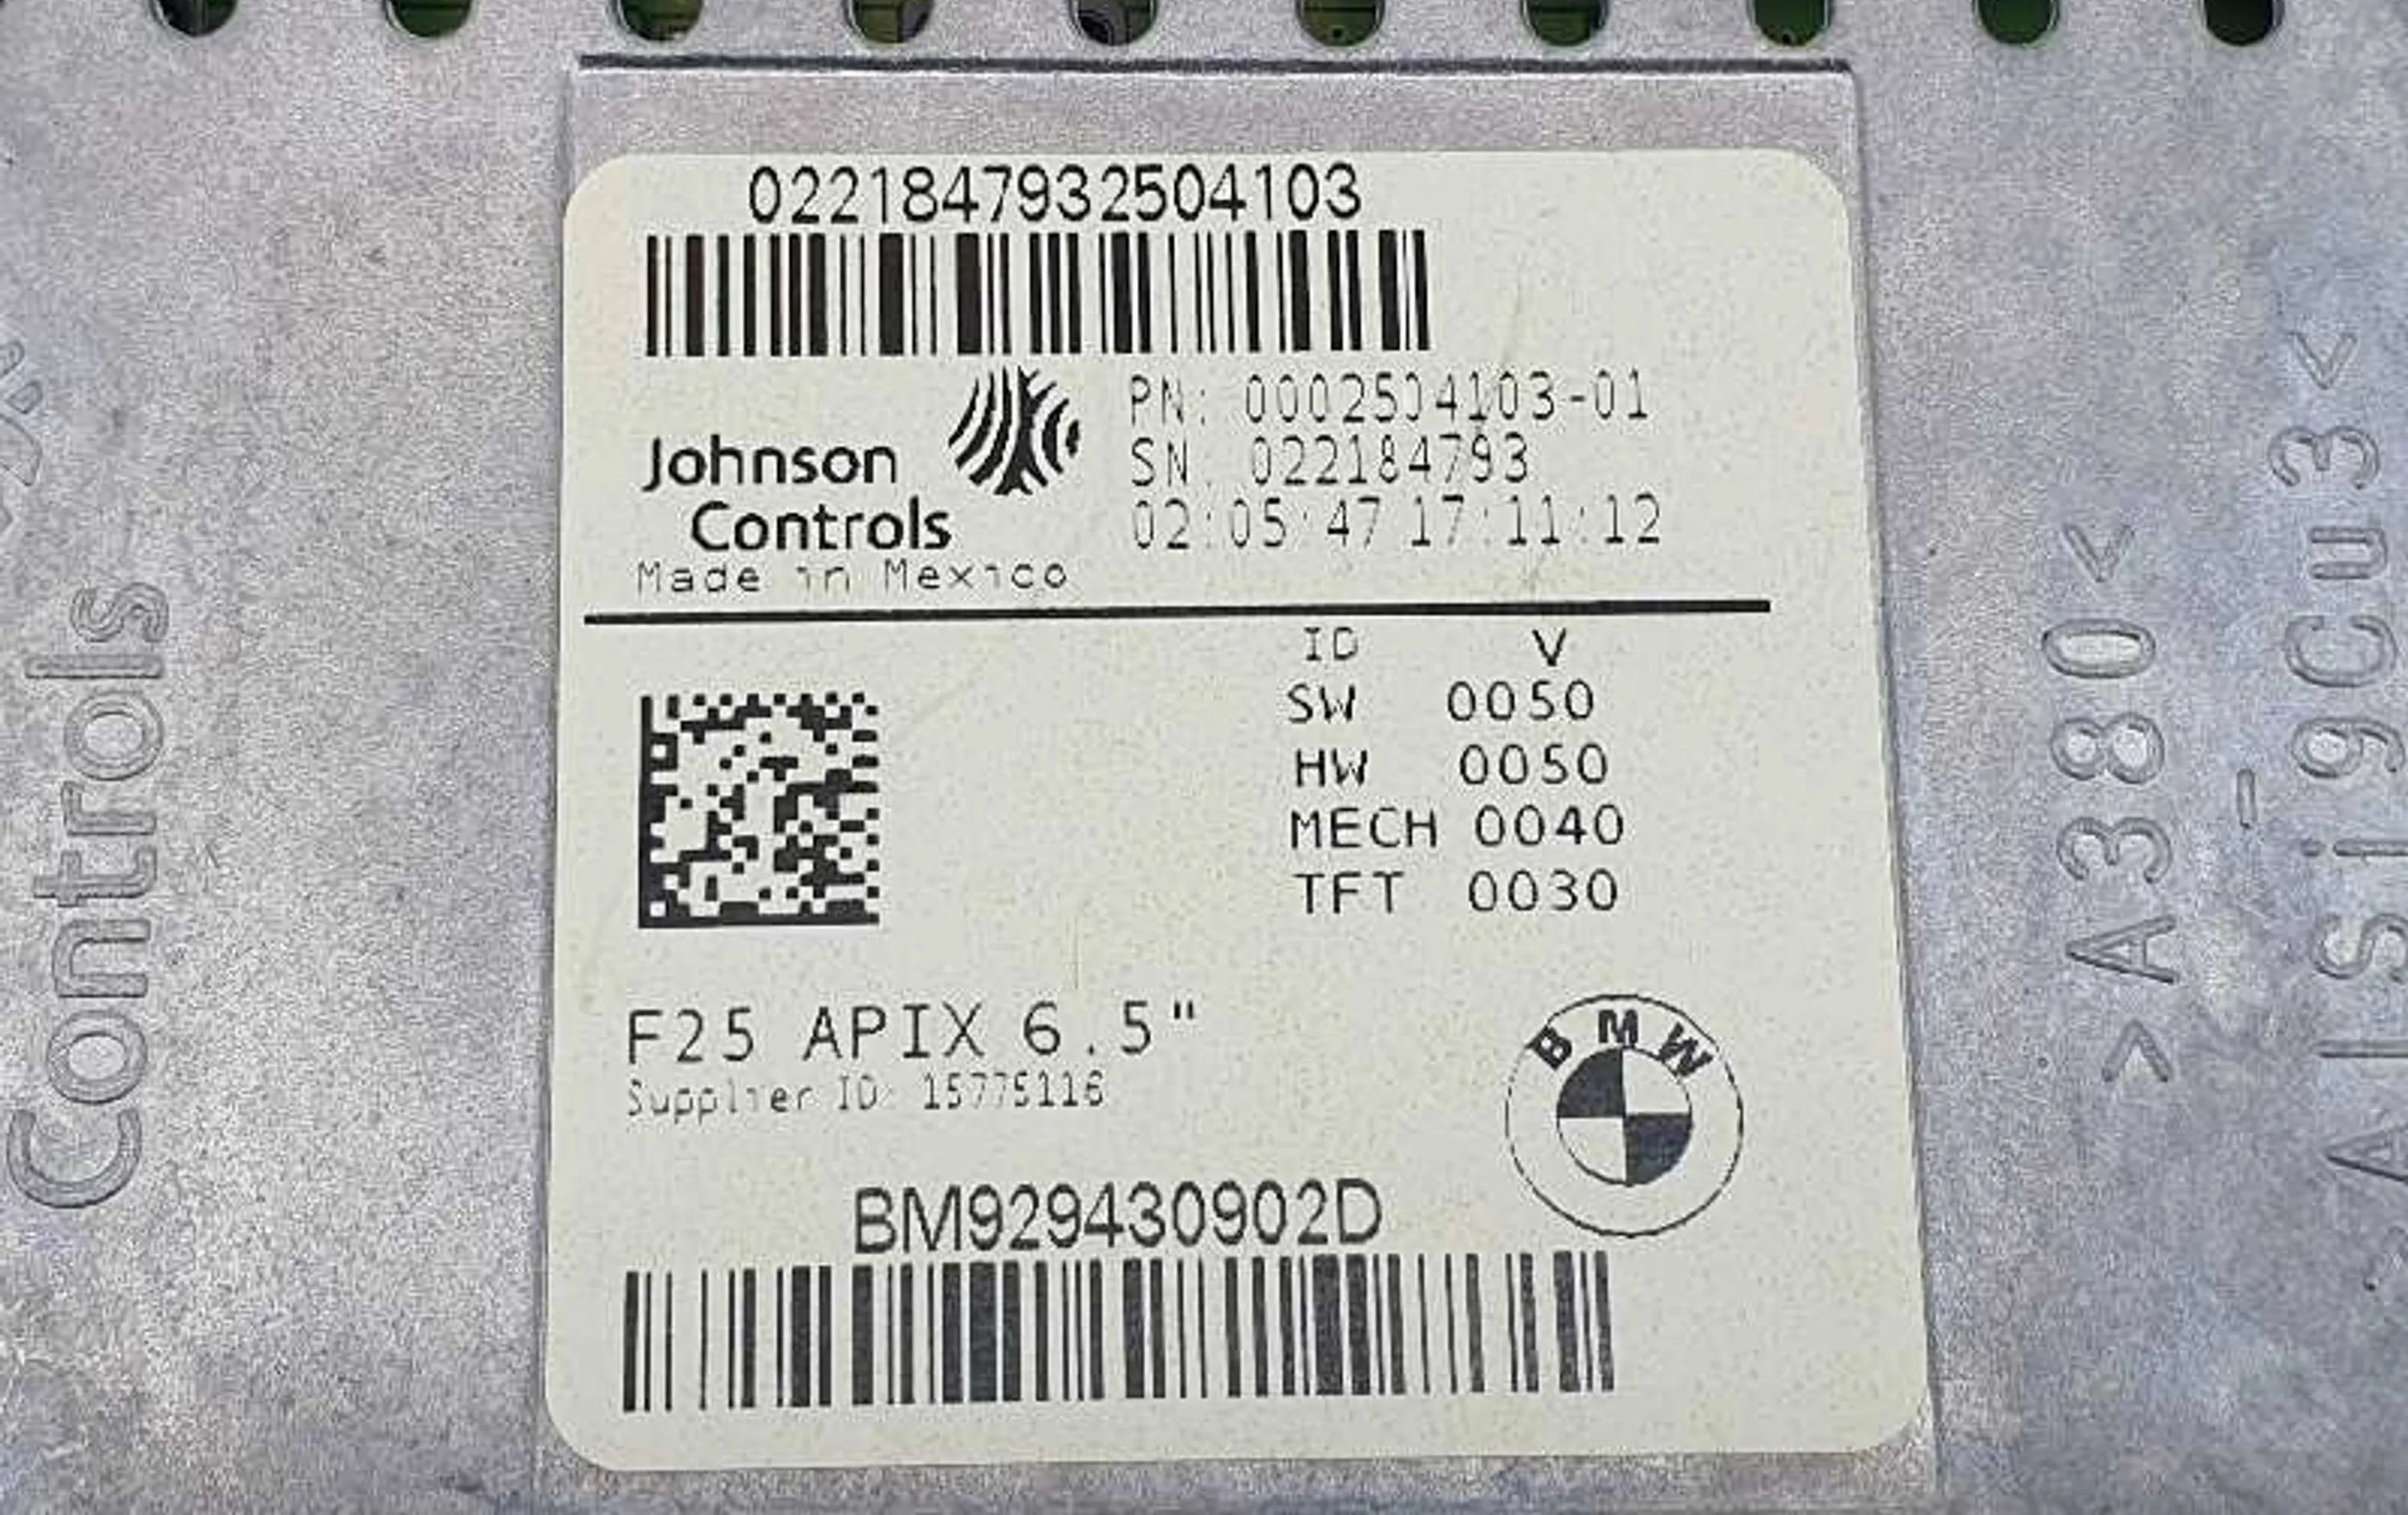 0221847932504103
Johnson
Controls
Made in Mexico
PN: 0002504103-01
SN: 022184793
02:05:47 17:11:12
ID V
SW 0050
HW 0050
MECH 0040
TFT 0030
F25 APIX 6.5"
Supplier ID: 15775116
BMW
BM929430902D
Controls
>A380<